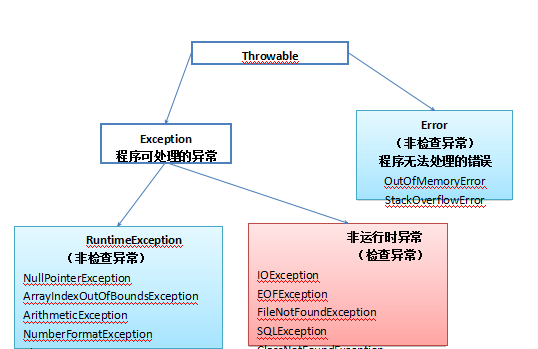 Throwable
Exception
程序可处理的异常
Error
（非检查异常）
程序无法处理的错误
OutOfMemoryError
StackOverflowError
RuntimeException
（非检查异常）
NullPointerException
ArrayIndexOutOfBoundsException
ArithmeticException
NumberFormatException
非运行时异常
（检查异常）
IOException
EOFException
FileNotFoundException
SQLException
ClassNotFoundException